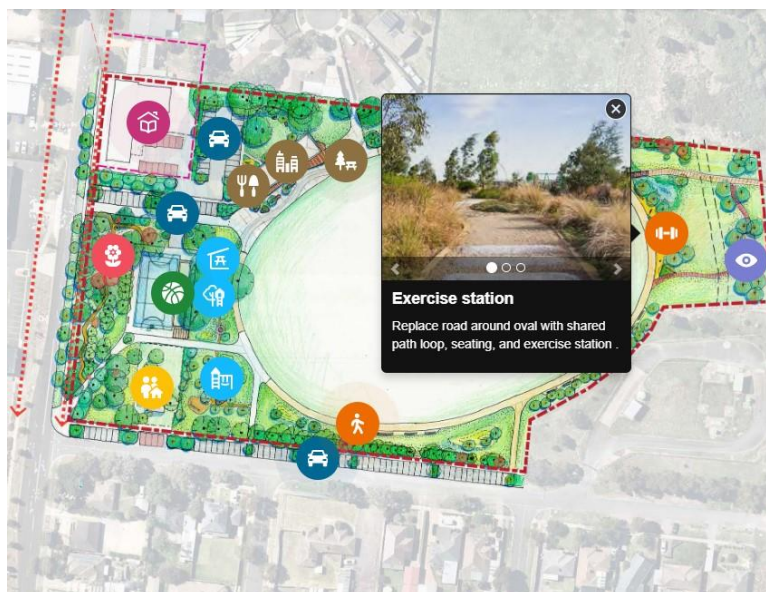 Exercise station
Replace road around oval with shared
path loop, seating, and exercise station .